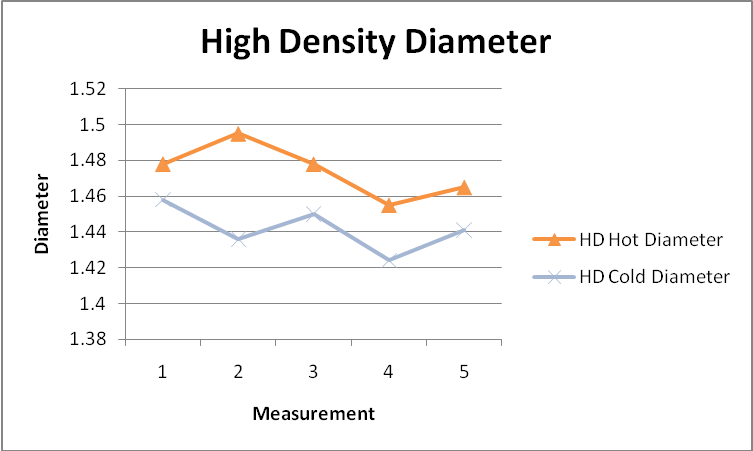 High Density Diameter
1.52
1.5
1.48
1.46
1.44
1.42
1.4
1.38
Diameter
1 2 3 4 5
Measurement
HD Hot Diameter
HD Cold Diameter